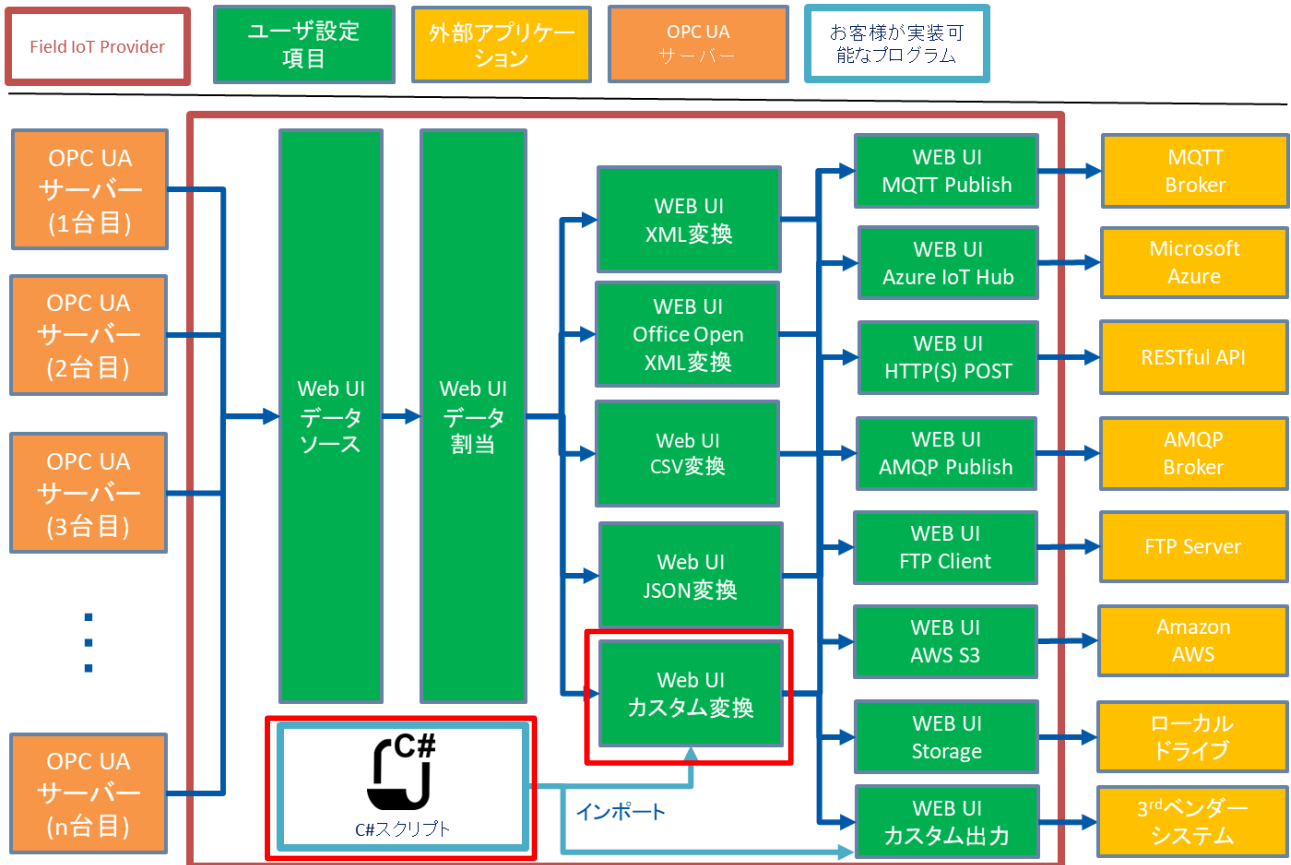 Field IoT Provider
ユーザ設定
項目
外部アプリケー
ション
OPC UA
サーバー
お客様が実装可
能なプログラム
OPC UA
サーバー
(1台目)
OPC UA
サーバー
(2台目)
OPC UA
サーバー
(3台目)
OPC UA
サーバー
(n台目)
Web UI
データ
ソース
Web UI
データ
割当
WEB UI
XML変換
WEB UI
Office Open
XML変換
Web UI
CSV変換
Web UI
JSON変換
Web UI
カスタム変換
C#
C#スクリプト
インポート
WEB UI
MQTT Publish
WEB UI
Azure IoT Hub
WEB UI
HTTP(S) POST
WEB UI
AMQP Publish
WEB UI
FTP Client
WEB UI
AWS S3
WEB UI
Storage
WEB UI
カスタム出力
MQTT
Broker
Microsoft
Azure
RESTful API
AMQP
Broker
FTP Server
Amazon
AWS
ローカル
ドライブ
3rdベンダー
システム